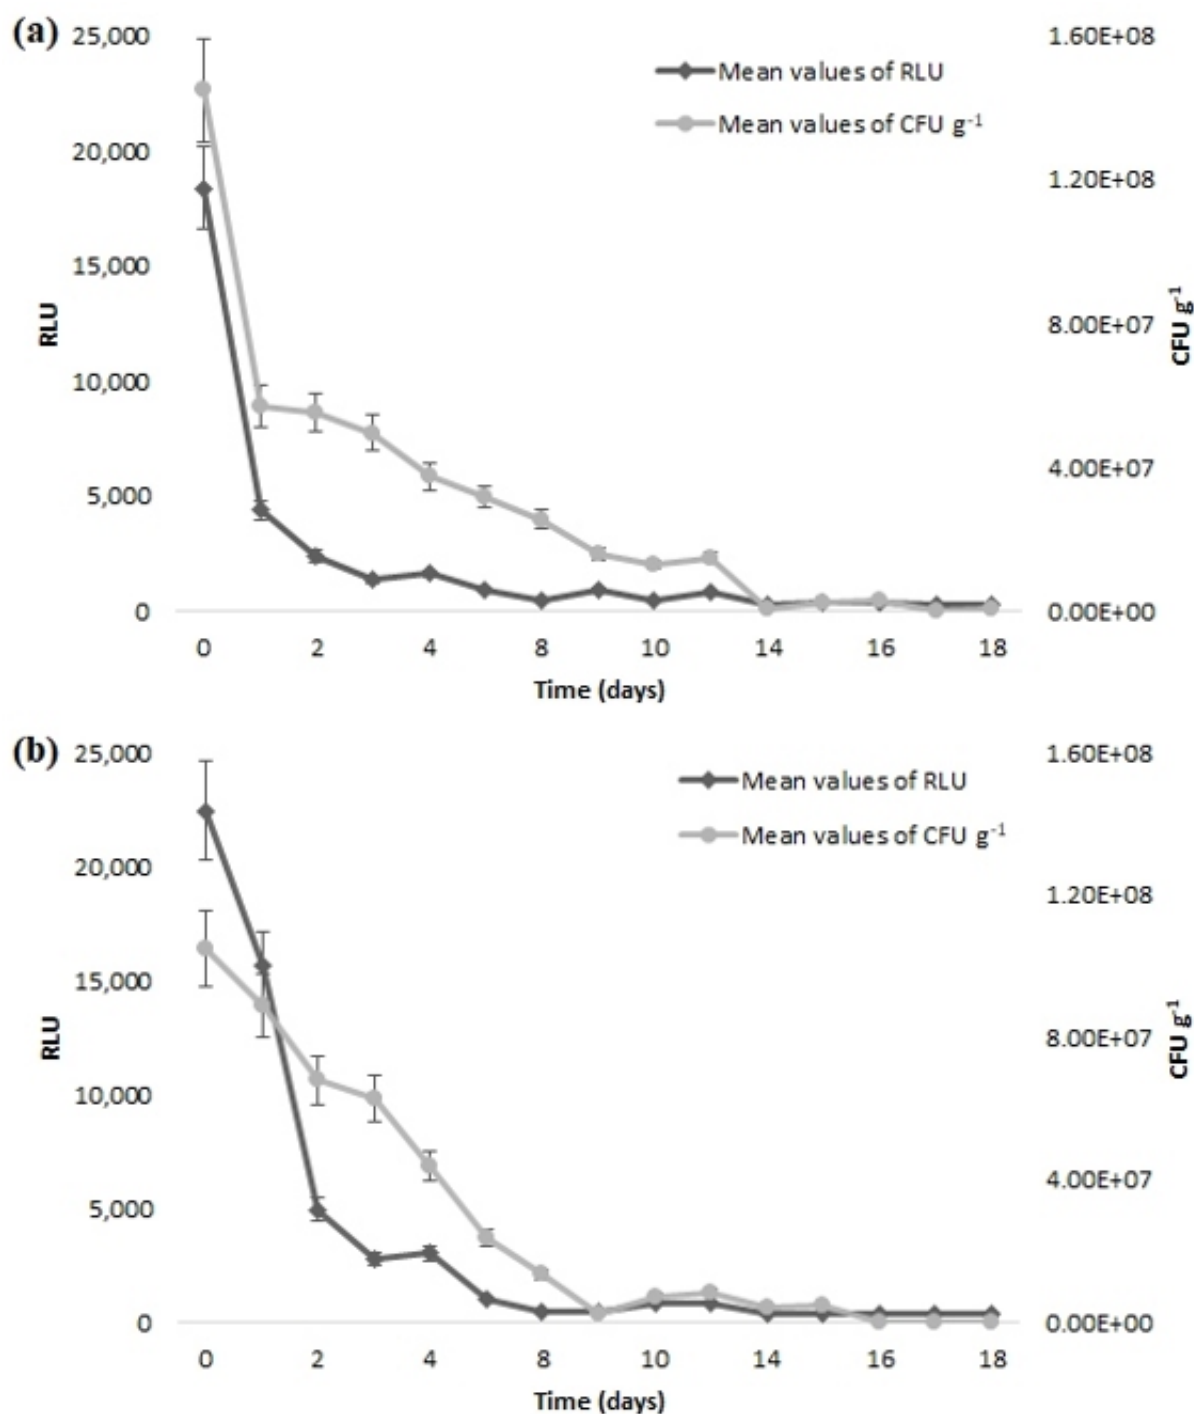 (a)
25,000
20,000
15,000
10,000
5,000
0
RLU
1.60E+08
1.20E+08
8.00E+07
4.00E+07
0.00E+00
CFU g⁻¹
Mean values of RLU
Mean values of CFU g⁻¹
0 2 4 8 10 14 16 18
Time (days)
(b)
25,000
20,000
15,000
10,000
5,000
0
RLU
1.60E+08
1.20E+08
8.00E+07
4.00E+07
0.00E+00
CFU g⁻¹
Mean values of RLU
Mean values of CFU g⁻¹
0 2 4 8 10 14 16 18
Time (days)